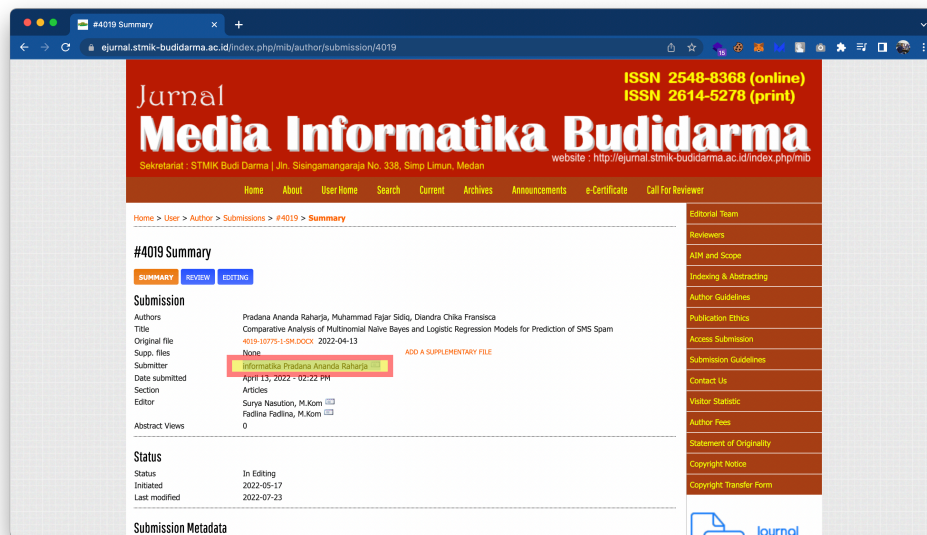 #4019 Summary
ejurnal.stmik-budidarma.ac.id/index.php/mib/author/submission/4019
15
ISSN 2548-8368 (online)
ISSN 2614-5278 (print)
Jurnal
Media Informatika Budidarma
website : http://ejurnal.stmik-budidarma.ac.id/index.php/mib
Sekretariat : STMIK Budi Darma | Jln. Sisingamangaraja No. 338, Simp Limun, Medan
Home About User Home Search Current Archives Announcements e-Certificate Call For Reviewer
Home > User > Author > Submissions > #4019 > Summary
#4019 Summary
SUMMARY REVIEW EDITING
Submission
Authors Pradana Ananda Raharja, Muhammad Fajar Sidiq, Diandra Chika Fransisca
Title Comparative Analysis of Multinomial Naïve Bayes and Logistic Regression Models for Prediction of SMS Spam
Original file 4019-10775-1-SM.DOCX 2022-04-13
Supp. files None ADD A SUPPLEMENTARY FILE
Submitter informatika Pradana Ananda Raharja
Date submitted April 13, 2022 - 02:22 PM
Section Articles
Editor Surya Nasution, M.Kom
Fadlina Fadlina, M.Kom
Abstract Views 0
Status
Status In Editing
Initiated 2022-05-17
Last modified 2022-07-23
Submission Metadata
Editorial Team
Reviewers
AIM and Scope
Indexing & Abstracting
Author Guidelines
Publication Ethics
Access Submission
Submission Guidelines
Contact Us
Visitor Statistic
Author Fees
Statement of Originality
Copyright Notice
Copyright Transfer Form
Journal